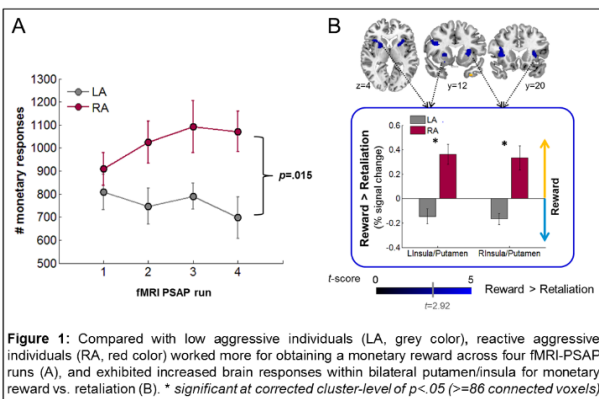 A
1300
1200
1100
1000
900
800
700
600
500
# monetary responses
LA
RA
p=.015
1 2 3 4
fMRI PSAP run
B
z=4 y=12 y=20
LA
RA
0.6
0.4
0.2
0
-0.2
-0.4
Reward > Retaliation
(% signal change)
* *
Reward
LInsula/Putamen RInsula/Putamen
t-score
0 5
t=2.92
Reward > Retaliation
Figure 1: Compared with low aggressive individuals (LA, grey color), reactive aggressive
individuals (RA, red color) worked more for obtaining a monetary reward across four fMRI-PSAP
runs (A), and exhibited increased brain responses within bilateral putamen/insula for monetary
reward vs. retaliation (B). * significant at corrected cluster-level of p<.05 (>=86 connected voxels)